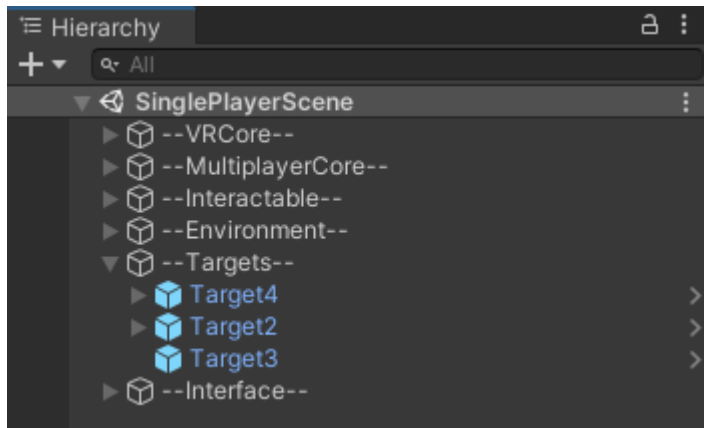 Hierarchy
All
SinglePlayerScene
--VRCore--
--MultiplayerCore--
--Interactable--
--Environment--
--Targets--
Target4
Target2
Target3
--Interface--